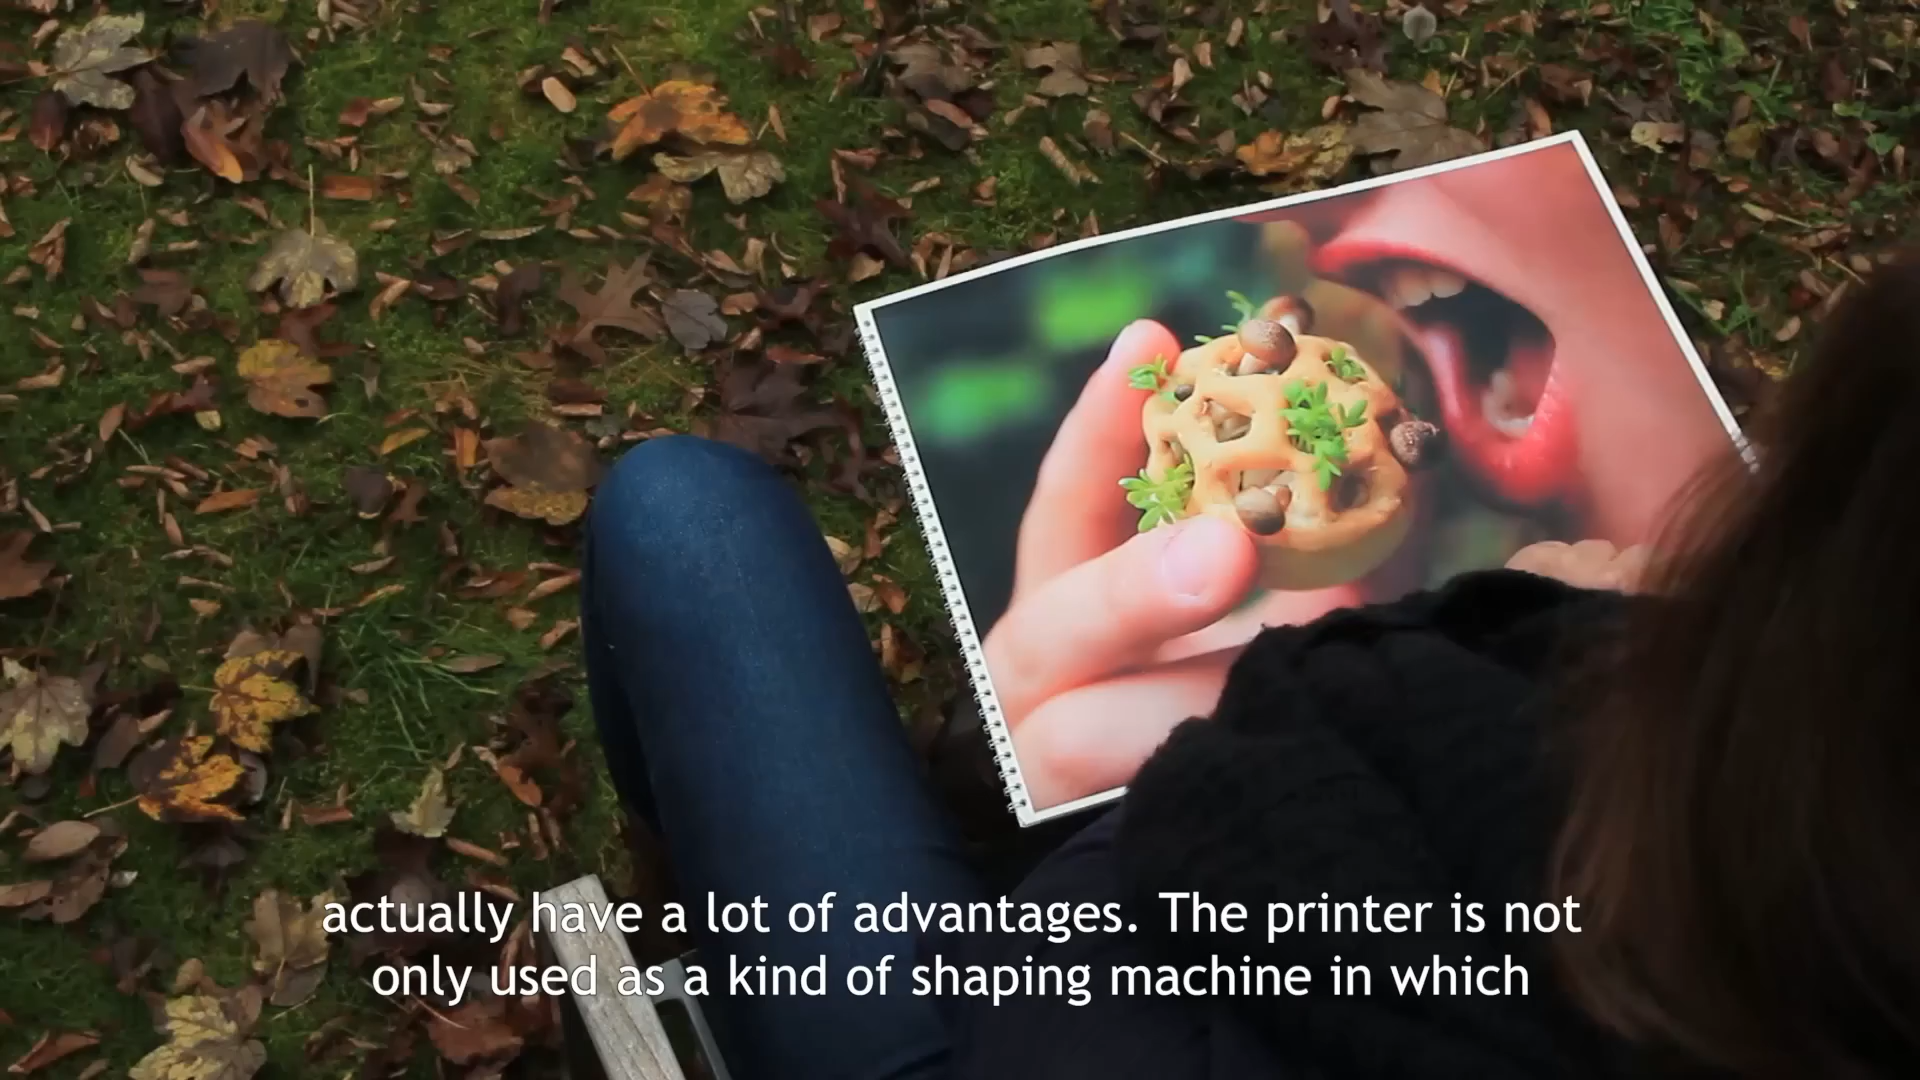 actually have a lot of advantages. The printer is not
only used as a kind of shaping machine in which